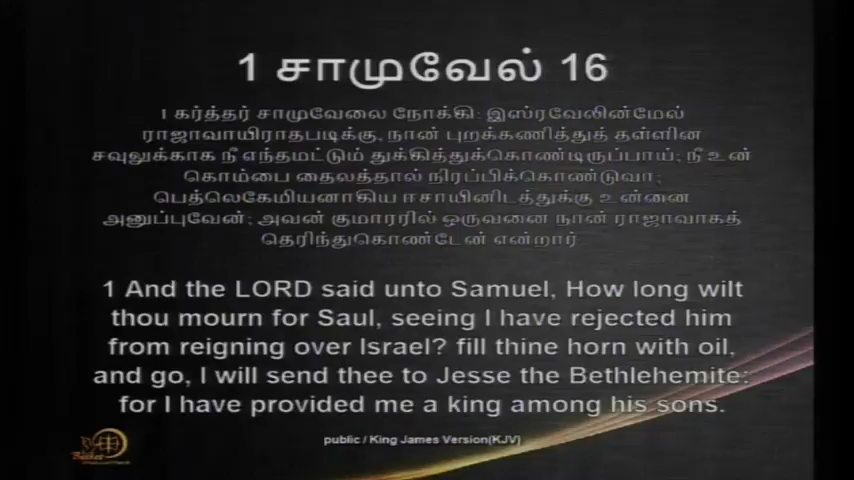 1 சாமுவேல் 16
1 கர்த்தர் சாமுவேலை நோக்கி: இஸ்ரவேலின்மேல்
ராஜாவாயிராதபடிக்கு, நான் புறக்கணித்துத் தள்ளின
சவுலுக்காக நீ எந்தமட்டும் துக்கித்துக்கொண்டிருப்பாய்; நீ உன்
கொம்பை தைலத்தால் நிரப்பிக்கொண்டுவா;
பெத்லெகேமியனாகிய ஈசாயினிடத்துக்கு உன்னை
அனுப்புவேன்; அவன் குமாரரில் ஒருவனை நான் ராஜாவாகத்
தெரிந்துகொண்டேன் என்றார்
1 And the LORD said unto Samuel, How long wilt
thou mourn for Saul, seeing I have rejected him
from reigning over Israel? fill thine horn with oil,
and go, I will send thee to Jesse the Bethlehemite:
for I have provided me a king among his sons.
public / King James Version(KJV)